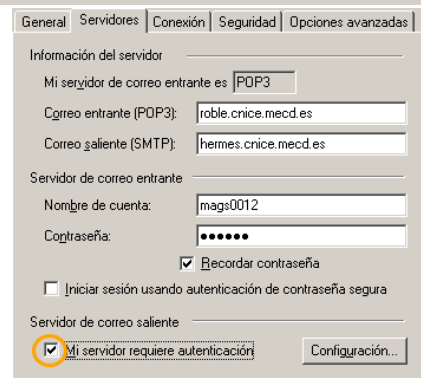 General Servidores Conexión Seguridad Opciones avanzadas
Información del servidor
Mi servidor de correo entrante es POP3
Correo entrante (POP3): roble.cnice.mecd.es
Correo saliente (SMTP): hermes.cnice.mecd.es
Servidor de correo entrante
Nombre de cuenta: mags0012
Contraseña: ●●●●●●
Recordar contraseña
Iniciar sesión usando autenticación de contraseña segura
Servidor de correo saliente
Mi servidor requiere autenticación Configuración...